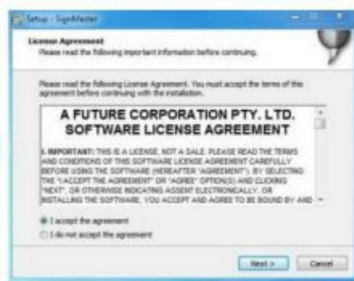 Setup - SignMaster
License Agreement
Please read the following important information before continuing.
Please read the following License Agreement. You must accept the terms of this
agreement before continuing with the installation.
A FUTURE CORPORATION PTY. LTD.
SOFTWARE LICENSE AGREEMENT
I. IMPORTANT: THIS IS A LICENSE, NOT A SALE. PLEASE READ THE TERMS
AND CONDITIONS OF THIS SOFTWARE LICENSE AGREEMENT CAREFULLY
BEFORE USING THE SOFTWARE (HEREAFTER "AGREEMENT"). BY SELECTING
THE "I ACCEPT THE AGREEMENT" OR "AGREE" OPTION(S) AND CLICKING
"NEXT", OR OTHERWISE INDICATING ASSENT ELECTRONICALLY, OR
INSTALLING THE SOFTWARE, YOU ACCEPT AND AGREE TO BE BOUND BY AND
I accept the agreement
I do not accept the agreement
Next >
Cancel